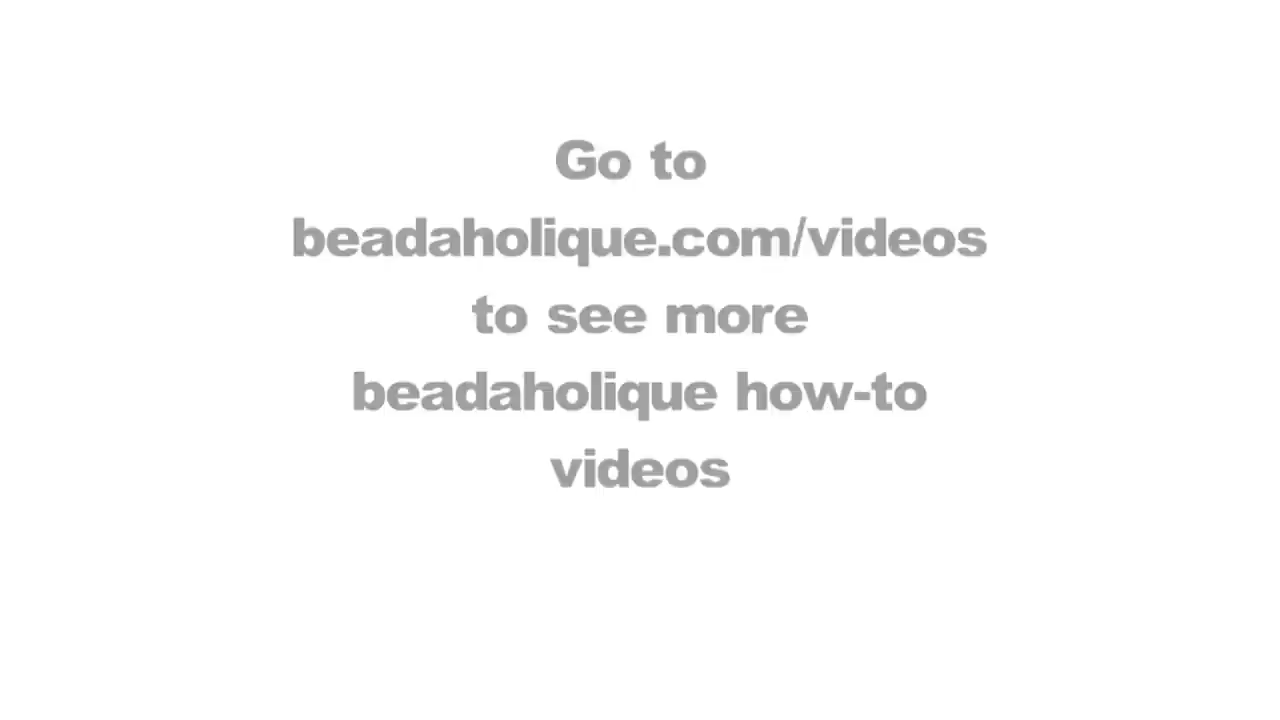 Go to
beadaholique.com/videos
to see more
beadaholique how-to
videos